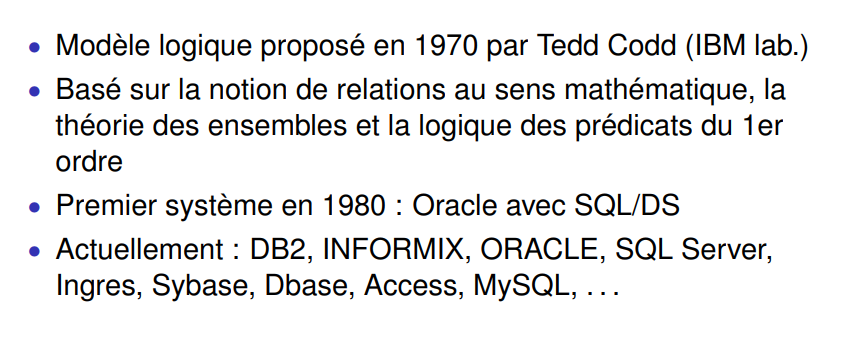 • Modèle logique proposé en 1970 par Tedd Codd (IBM lab.)
• Basé sur la notion de relations au sens mathématique, la
théorie des ensembles et la logique des prédicats du 1er
ordre
• Premier système en 1980 : Oracle avec SQL/DS
• Actuellement : DB2, INFORMIX, ORACLE, SQL Server,
Ingres, Sybase, Dbase, Access, MySQL, . . .